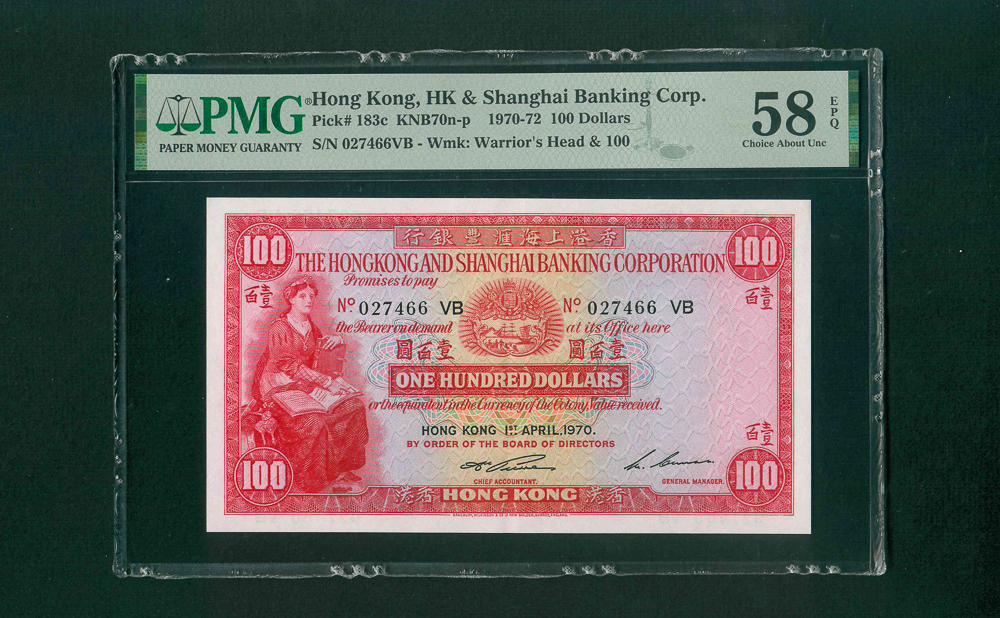 PMG®
PAPER MONEY GUARANTY
Hong Kong, HK & Shanghai Banking Corp.
Pick# 183c KNB70n-p 1970-72 100 Dollars
S/N 027466VB - Wmk: Warrior's Head & 100
58 EPQ
Choice About Unc
100 行銀豐滙海上港香 100
THE HONGKONG AND SHANGHAI BANKING CORPORATION
Promises to pay
百壹 百壹
Nº 027466 VB Nº 027466 VB
the Bearer on demand at its Office here
圓百壹 圓百壹
ONE HUNDRED DOLLARS
or the equivalent in the Currency of the Colony, Value received.
HONG KONG 1ST APRIL, 1970.
BY ORDER OF THE BOARD OF DIRECTORS
百壹
CHIEF ACCOUNTANT. GENERAL MANAGER.
100 港香 HONG KONG 港香 100